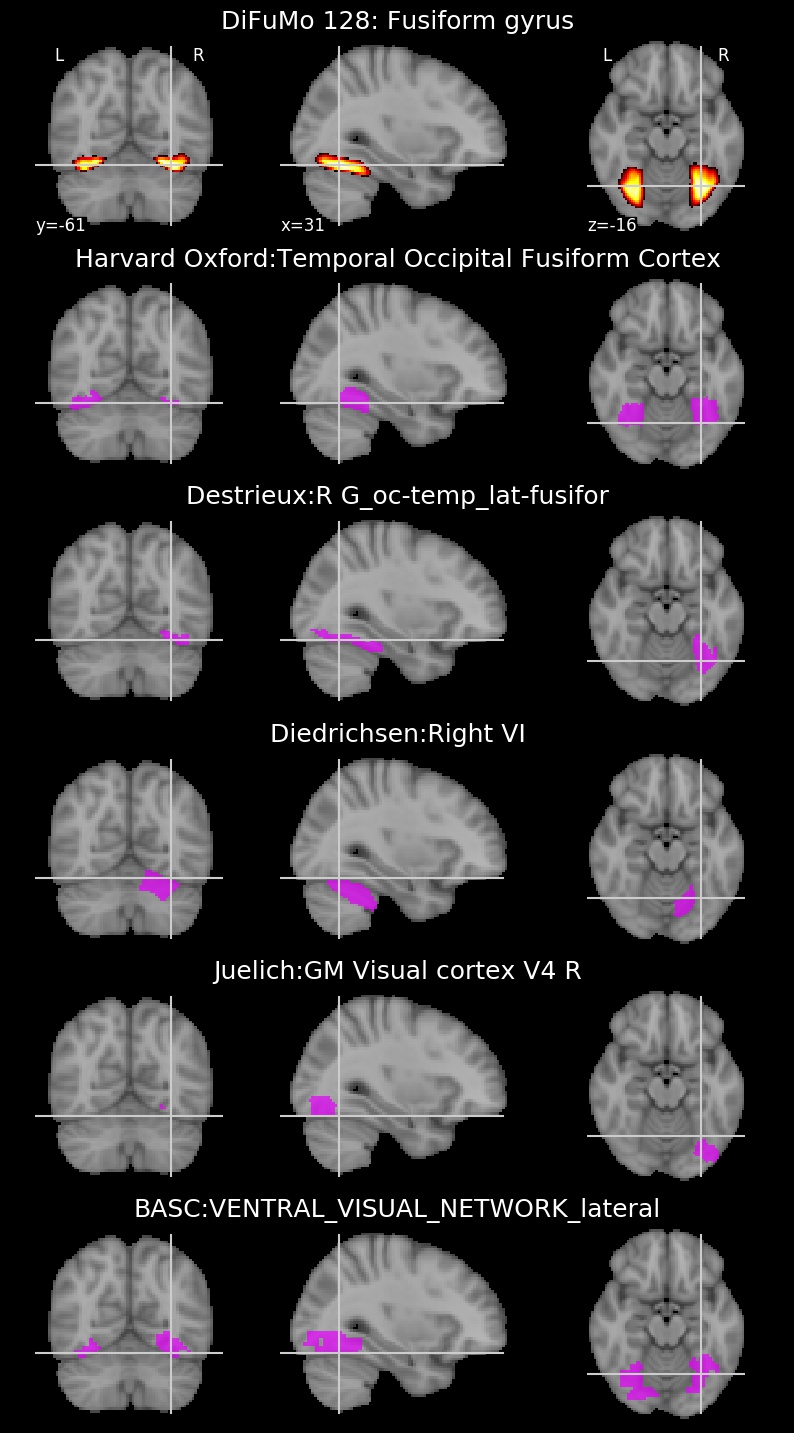 DiFuMo 128: Fusiform gyrus
L R L R
y=-61 x=31 z=-16
Harvard Oxford:Temporal Occipital Fusiform Cortex
Destrieux:R G_oc-temp_lat-fusifor
Diedrichsen:Right VI
Juelich:GM Visual cortex V4 R
BASC:VENTRAL_VISUAL_NETWORK_lateral